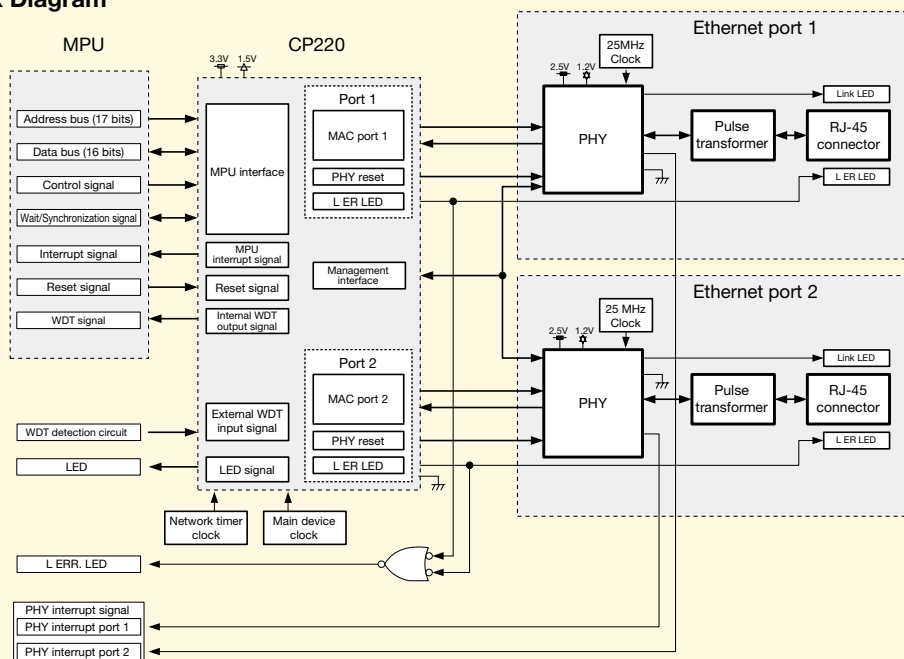 Diagram
MPU
CP220
Ethernet port 1
3.3V 1.5V
Address bus (17 bits)
Data bus (16 bits)
Control signal
Wait/Synchronization signal
Interrupt signal
Reset signal
WDT signal
MPU interface
MPU
interrupt signal
Reset signal
Internal WDT
output signal
External WDT
input signal
LED signal
Port 1
MAC port 1
PHY reset
L ER LED
Management
interface
Port 2
MAC port 2
PHY reset
L ER LED
2.5V 1.2V
25MHz
Clock
PHY
Pulse
transformer
RJ-45
connector
Link LED
L ER LED
Ethernet port 2
2.5V 1.2V
25 MHz
Clock
PHY
Pulse
transformer
RJ-45
connector
Link LED
L ER LED
WDT detection circuit
LED
Network timer
clock
Main device
clock
L ERR. LED
PHY interrupt signal
PHY interrupt port 1
PHY interrupt port 2